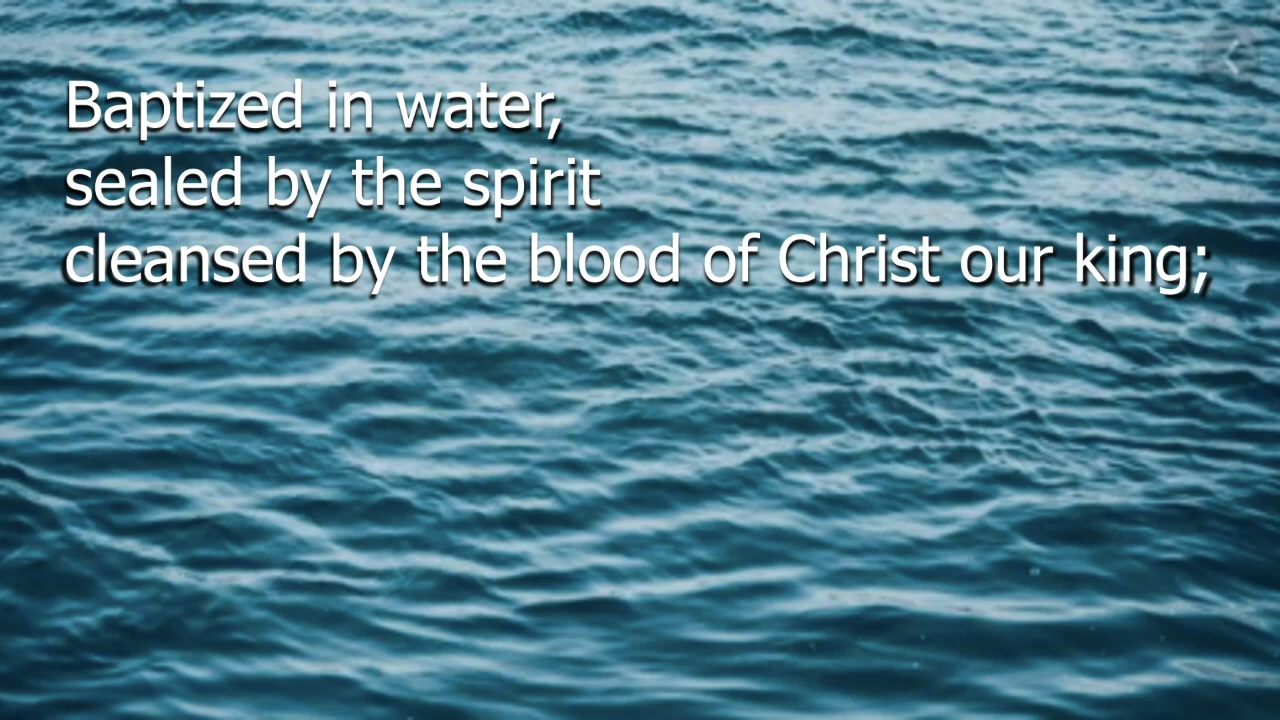 Baptized in water,
sealed by the spirit
cleansed by the blood of Christ our king;